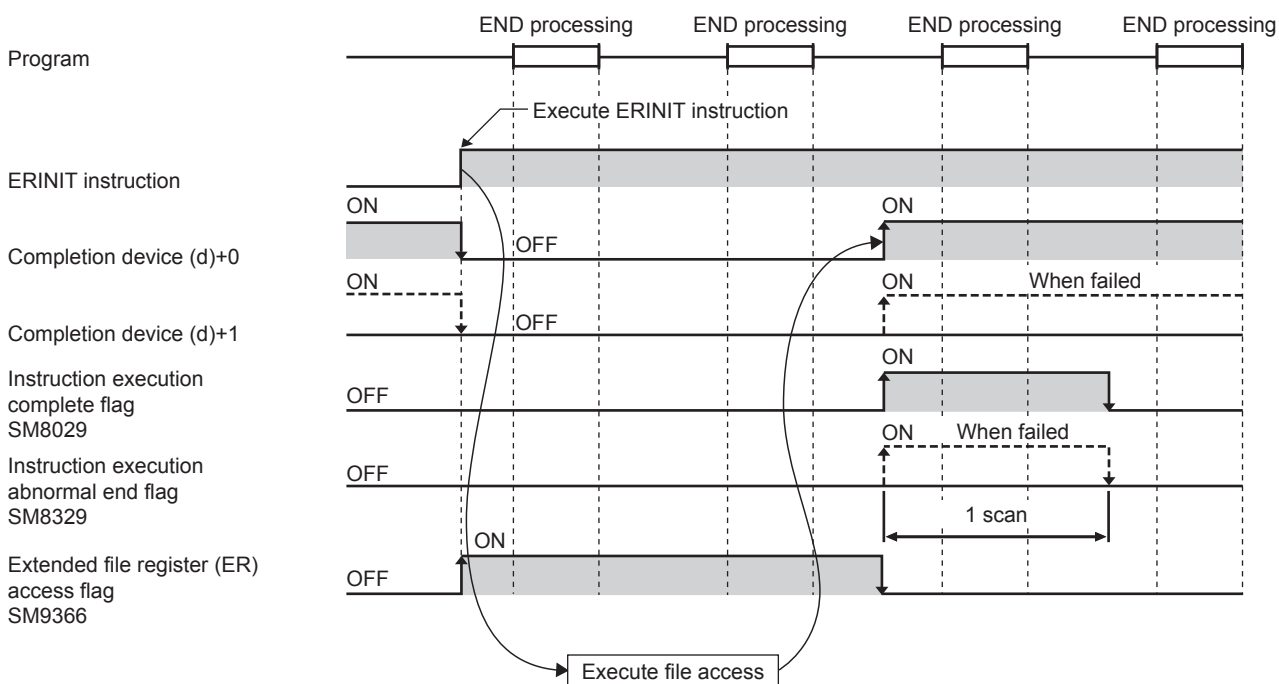 END processing END processing END processing END processing
Program
Execute ERINIT instruction
ERINIT instruction
ON ON
Completion device (d)+0
OFF
ON ON When failed
Completion device (d)+1
OFF
Instruction execution
complete flag
SM8029
OFF
ON
Instruction execution
abnormal end flag
SM8329
OFF
ON When failed
1 scan
Extended file register (ER)
access flag
SM9366
OFF
ON
Execute file access